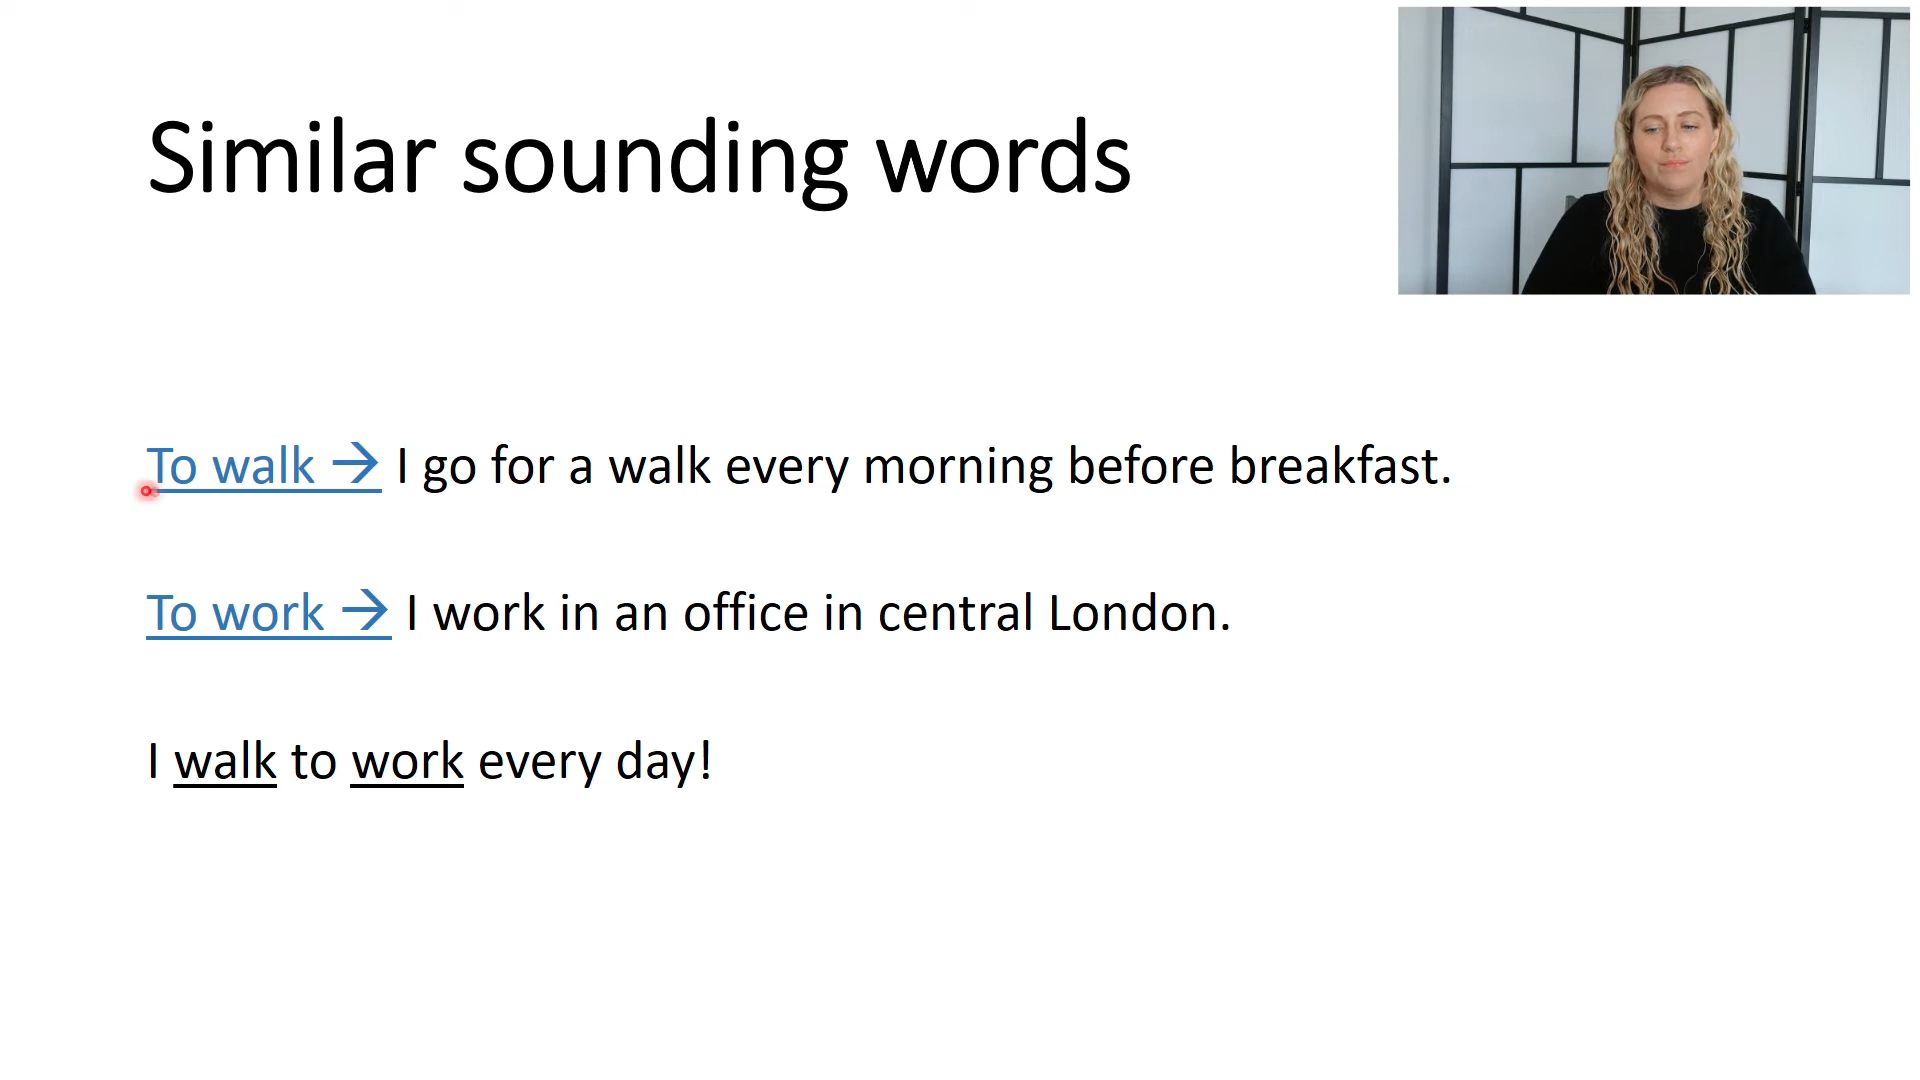 Similar sounding words
To walk → I go for a walk every morning before breakfast.
To work → I work in an office in central London.
I walk to work every day!